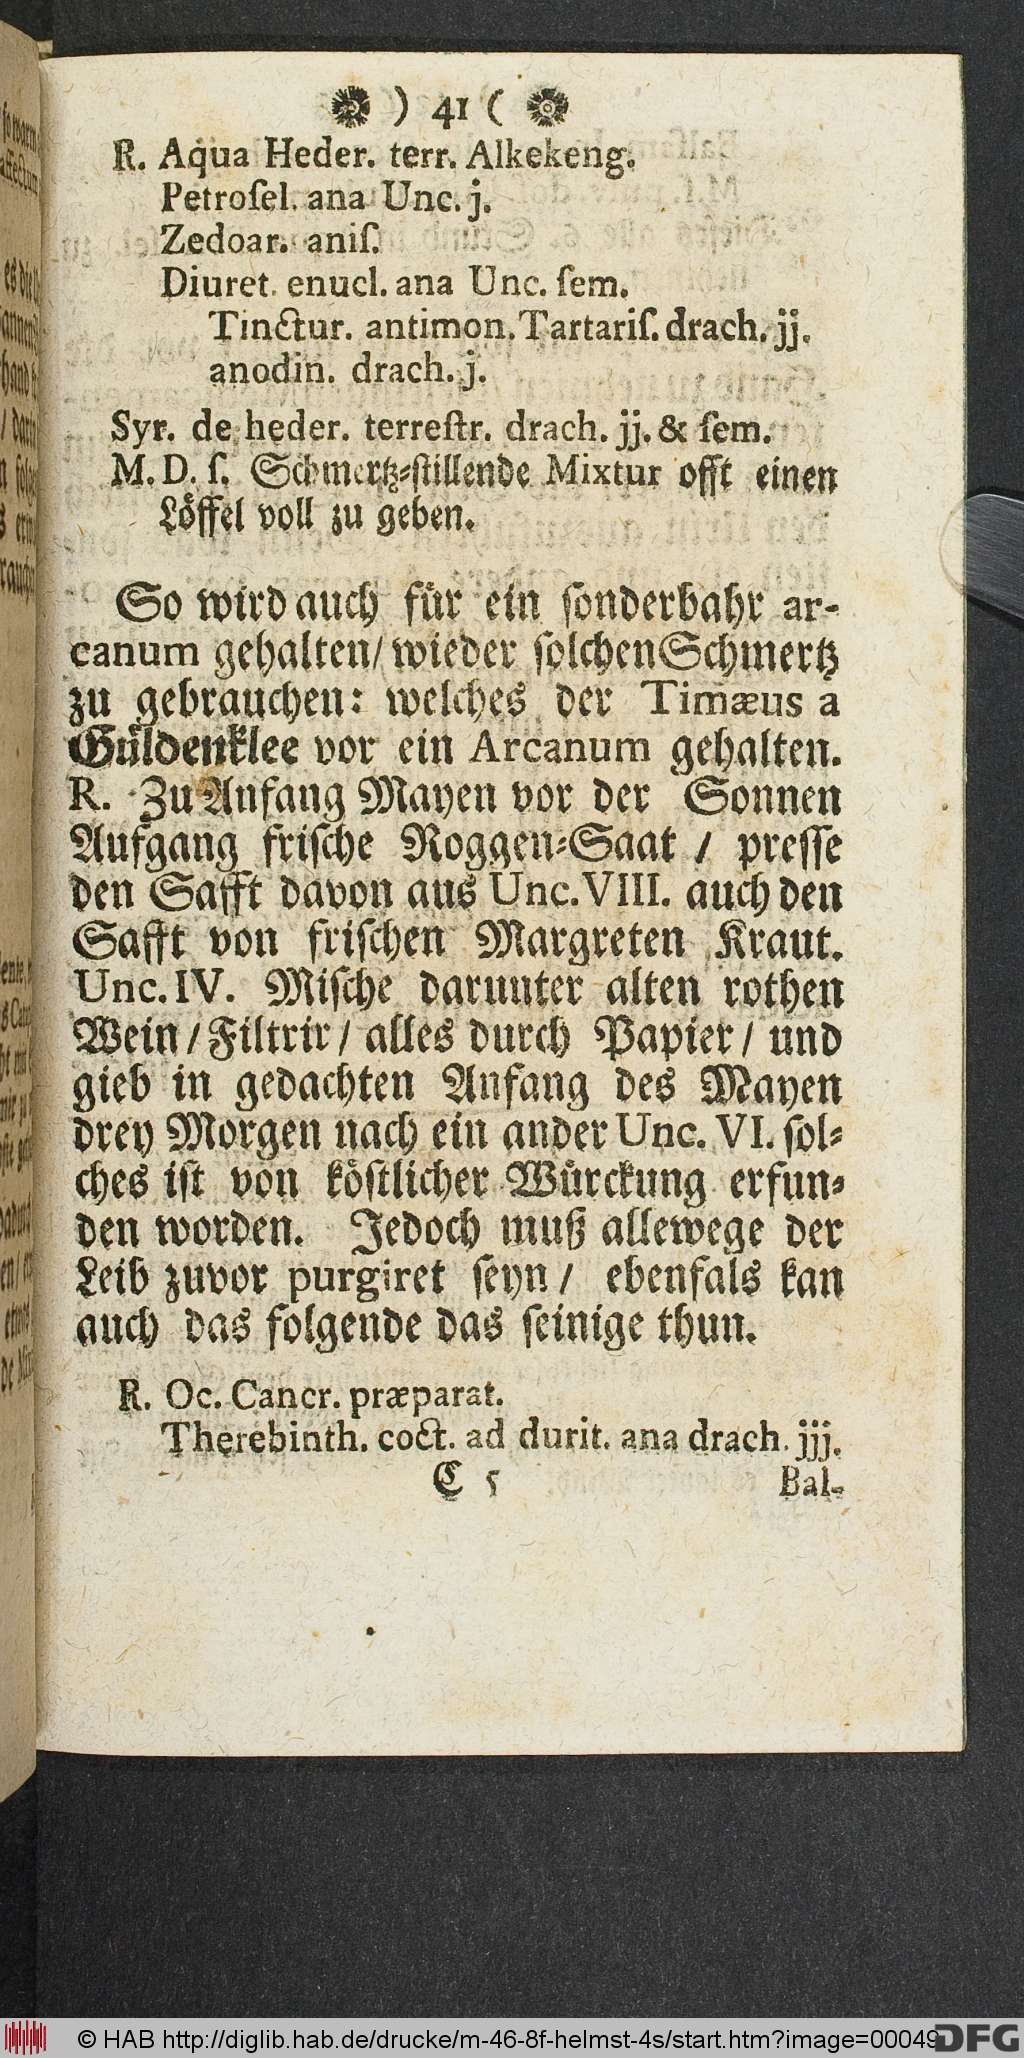 ) 41 (
R. Aqua Heder. terr. Alkekeng.
Petroſel. ana Unc. j.
Zedoar. aniſ.
Diuret. enucl. ana Unc. ſem.
Tinctur. antimon. Tartariſ. drach. jj.
anodin. drach. j.
Syr. de heder. terreſtr. drach. jj. & ſem.
M. D. ſ. Schmertz-ſtillende Mixtur offt einen
Löffel voll zu geben.
So wird auch für ein ſonderbahr ar-
canum gehalten/ wieder ſolchen Schmertz
zu gebrauchen: welches der Timæus a
Güldenklee vor ein Arcanum gehalten.
R. Zu Anfang Mayen vor der Sonnen
Aufgang friſche Roggen-Saat / preſſe
den Safft davon aus Unc. VIII. auch den
Safft von friſchen Margreten Kraut.
Unc. IV. Miſche darunter alten rothen
Wein / Filtrir / alles durch Papier / und
gieb in gedachten Anfang des Mayen
drey Morgen nach ein ander Unc. VI. ſol-
ches iſt von köſtlicher Würckung erfun-
den worden. Jedoch muß allewege der
Leib zuvor purgiret ſeyn / ebenfals kan
auch das folgende das ſeinige thun.
R. Oc. Cancr. præparat.
Therebinth. coct. ad durit. ana drach. jjj.
C 5 Bal-
© HAB http://diglib.hab.de/drucke/m-46-8f-helmst-4s/start.htm?image=00049
DFG